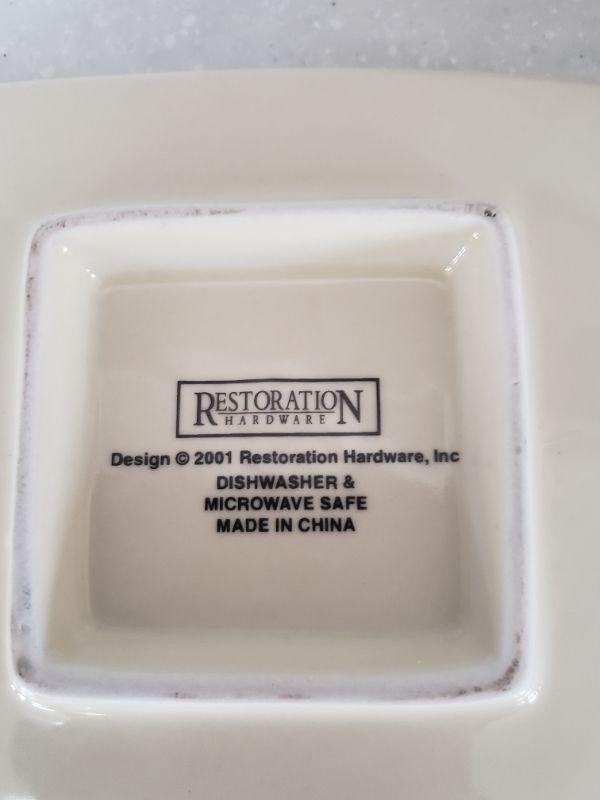 RESTORATION
HARDWARE
Design © 2001 Restoration Hardware, Inc
DISHWASHER &
MICROWAVE SAFE
MADE IN CHINA